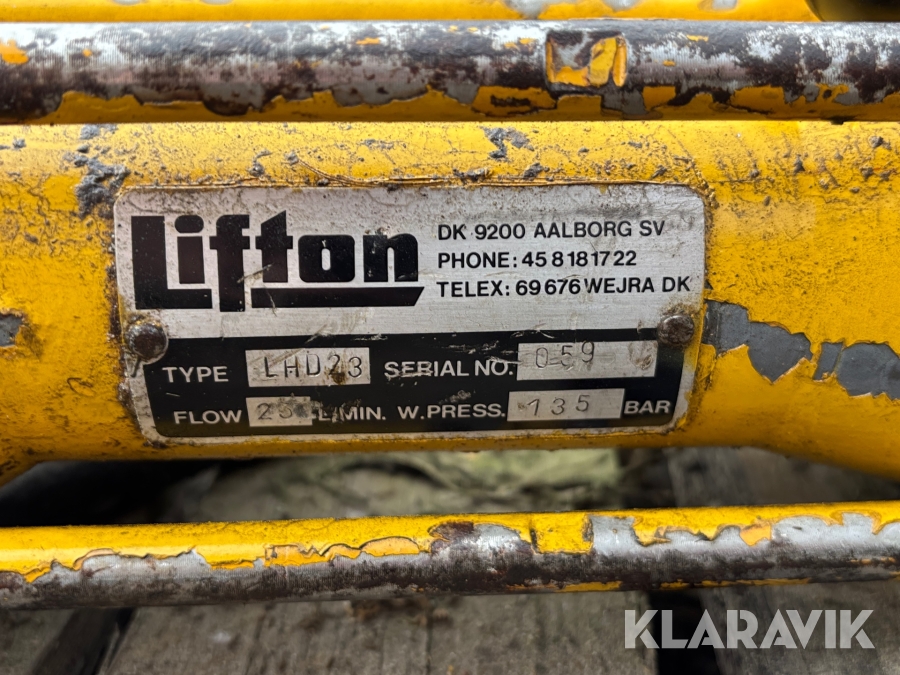 Lifton
DK 9200 AALBORG SV
PHONE: 45 8 18 17 22
TELEX: 69 676 WEJRA DK
TYPE LHD23 SERIAL NO. 059
FLOW 25 L/MIN. W.PRESS. 135 BAR
KLARAVIK